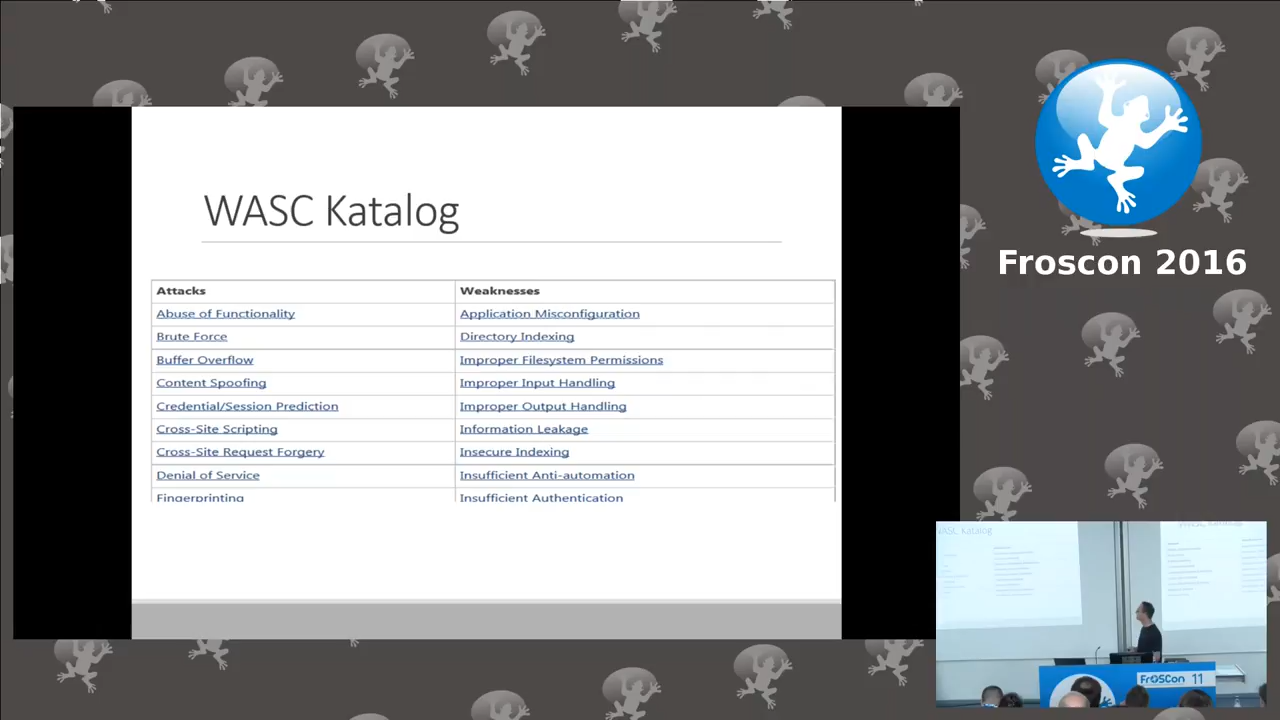 WASC Katalog
Attacks Weaknesses
Abuse of Functionality Application Misconfiguration
Brute Force Directory Indexing
Buffer Overflow Improper Filesystem Permissions
Content Spoofing Improper Input Handling
Credential/Session Prediction Improper Output Handling
Cross-Site Scripting Information Leakage
Cross-Site Request Forgery Insecure Indexing
Denial of Service Insufficient Anti-automation
Fingerprinting Insufficient Authentication
Froscon 2016
WASC Katalog
FrOSCon 11